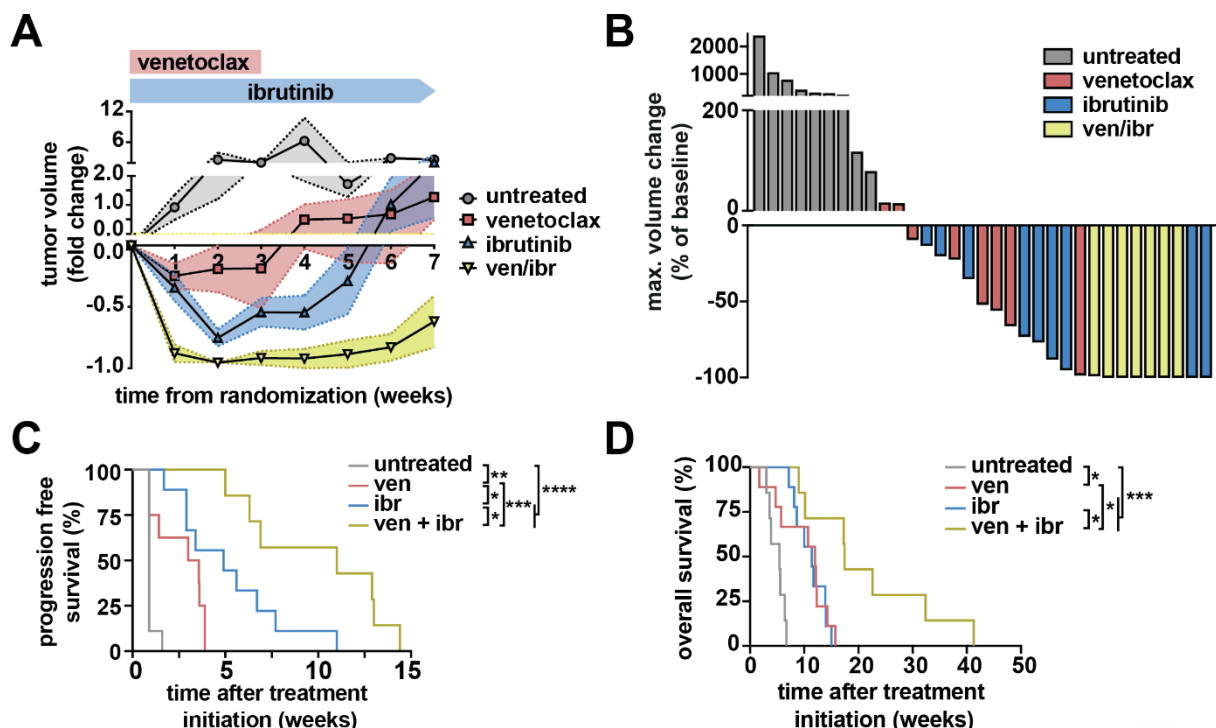 A
venetoclax
ibrutinib
tumor volume
(fold change)
12
6
2.0
1.0
0.0
0.0
-0.5
-1.0
1 2 3 4 5 6 7
time from randomization (weeks)
untreated
venetoclax
ibrutinib
ven/ibr
B
max. volume change
(% of baseline)
2000
1000
200
100
0
0
-50
-100
untreated
venetoclax
ibrutinib
ven/ibr
C
progression free
survival (%)
100
75
50
25
0
0 5 10 15
time after treatment
initiation (weeks)
untreated
ven
ibr
ven + ibr
**
*
*
***
****
D
overall survival (%)
100
75
50
25
0
0 10 20 30 40 50
time after treatment
initiation (weeks)
untreated
ven
ibr
ven + ibr
*
*
*
***